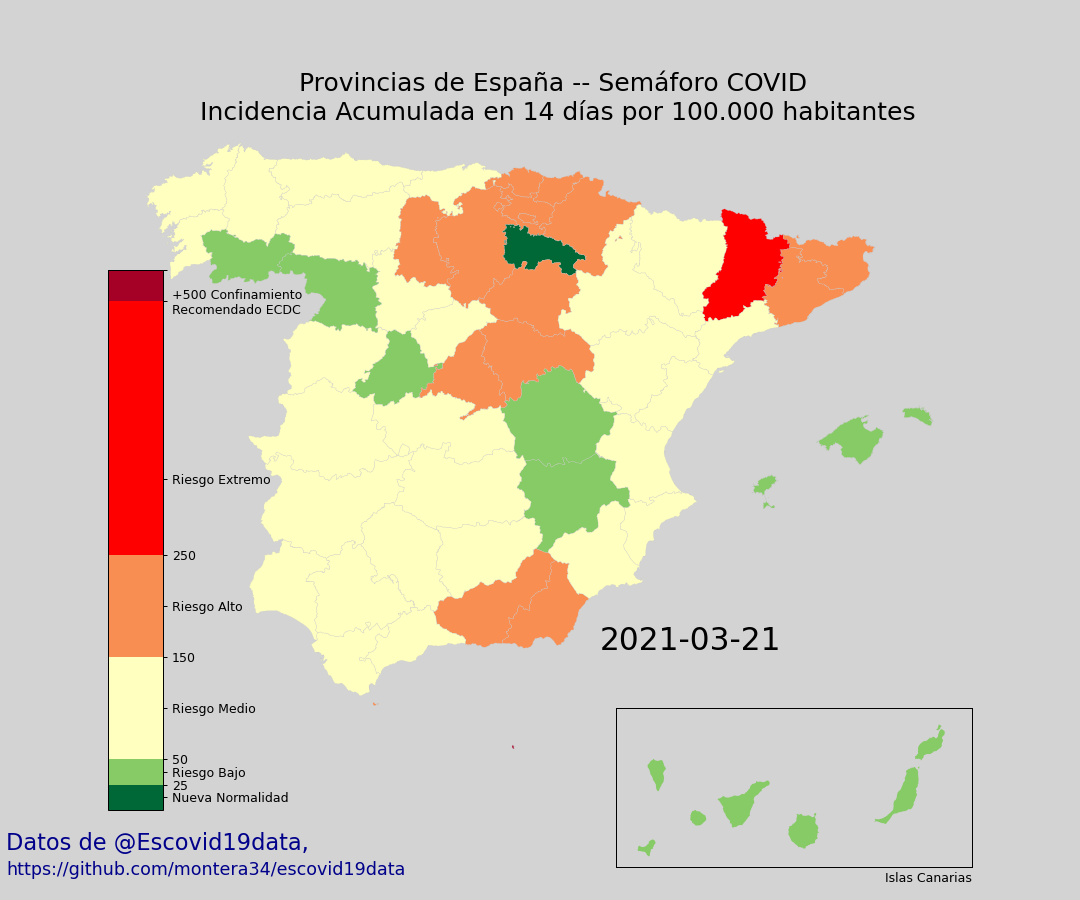 Provincias de España -- Semáforo COVID
Incidencia Acumulada en 14 días por 100.000 habitantes
+500 Confinamiento
Recomendado ECDC
Riesgo Extremo
250
Riesgo Alto
150
Riesgo Medio
50
Riesgo Bajo
25
Nueva Normalidad
2021-03-21
Islas Canarias
Datos de @Escovid19data,
https://github.com/montera34/escovid19data